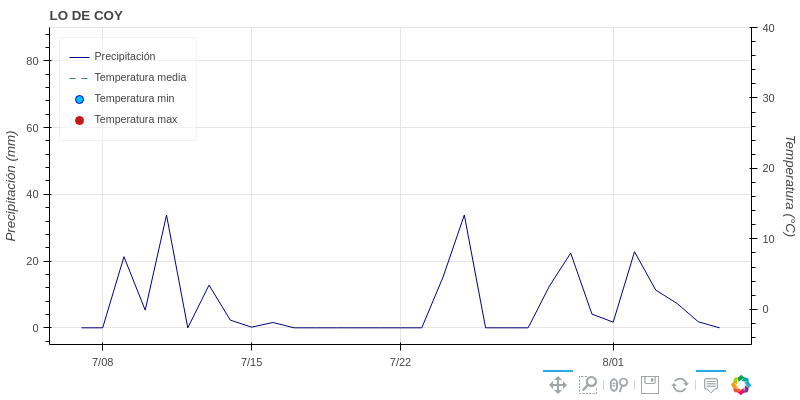 LO DE COY
Precipitación
Temperatura media
Temperatura min
Temperatura max
Precipitación (mm)
80
60
40
20
0
Temperatura (°C)
40
30
20
10
0
7/08
7/15
7/22
8/01